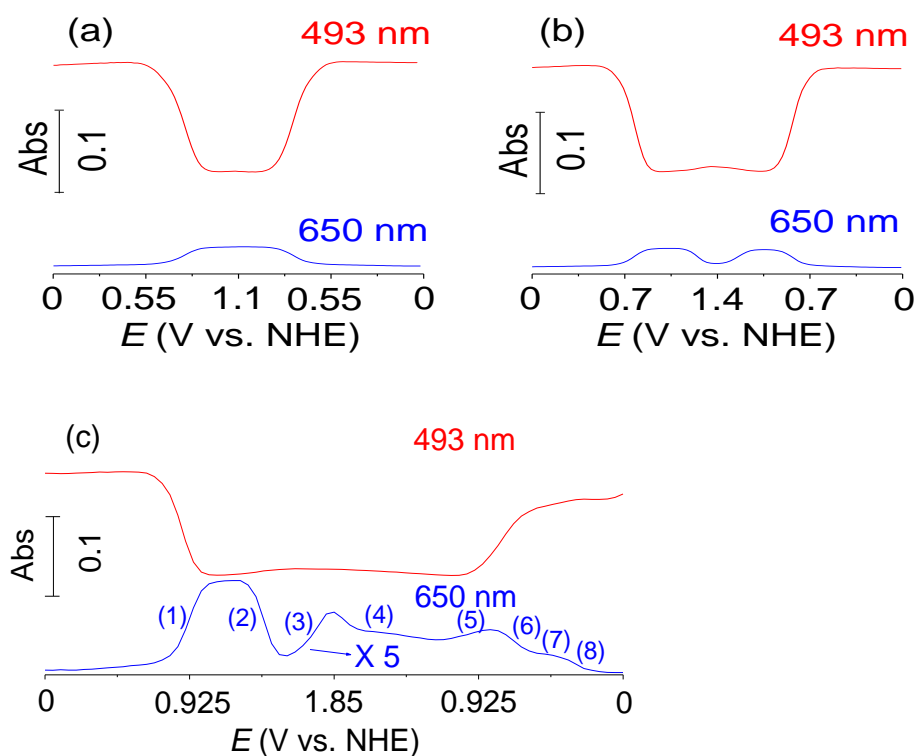 (a)
493 nm
Abs
0.1
650 nm
0 0.55 1.1 0.55 0
E (V vs. NHE)
(b)
493 nm
Abs
0.1
650 nm
0 0.7 1.4 0.7 0
E (V vs. NHE)
(c)
493 nm
Abs
0.1
650 nm
(1) (2) (3) (4) (5) (6) (7) (8)
X 5
0 0.925 1.85 0.925 0
E (V vs. NHE)